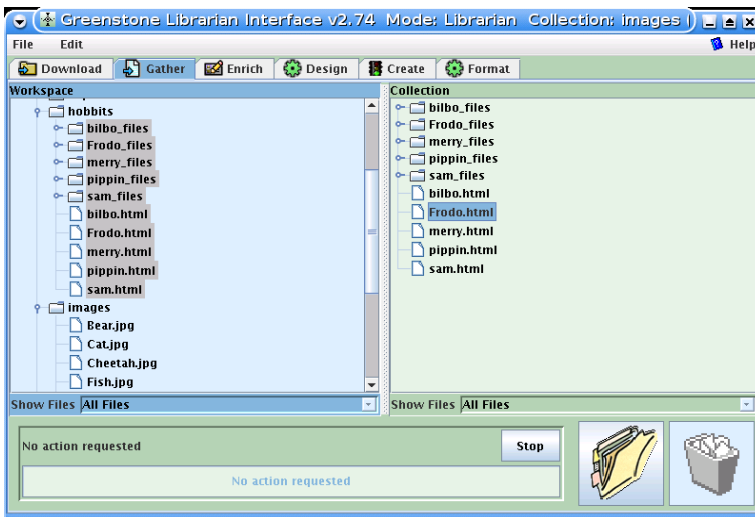 Greenstone Librarian Interface v2.74 Mode: Librarian Collection: images (
File Edit Help
Download Gather Enrich Design Create Format
Workspace
hobbits
bilbo_files
Frodo_files
merry_files
pippin_files
sam_files
bilbo.html
Frodo.html
merry.html
pippin.html
sam.html
images
Bear.jpg
Cat.jpg
Cheetah.jpg
Fish.jpg
Show Files All Files
Collection
bilbo_files
Frodo_files
merry_files
pippin_files
sam_files
bilbo.html
Frodo.html
merry.html
pippin.html
sam.html
Show Files All Files
No action requested
Stop
No action requested